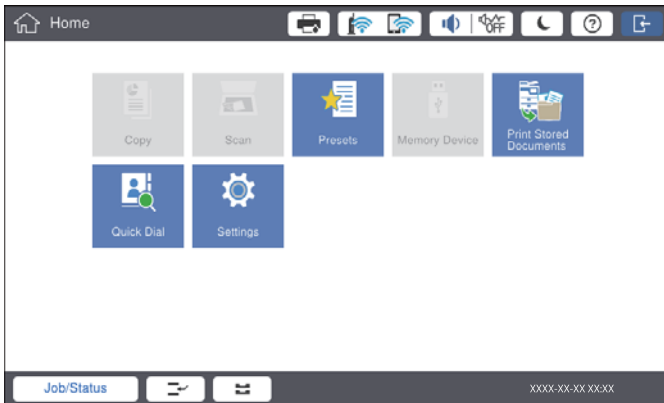 Home
OFF
?
Copy
Scan
Presets
Memory Device
Print Stored
Documents
Quick Dial
Settings
Job/Status
XXXX-XX-XX XX:XX